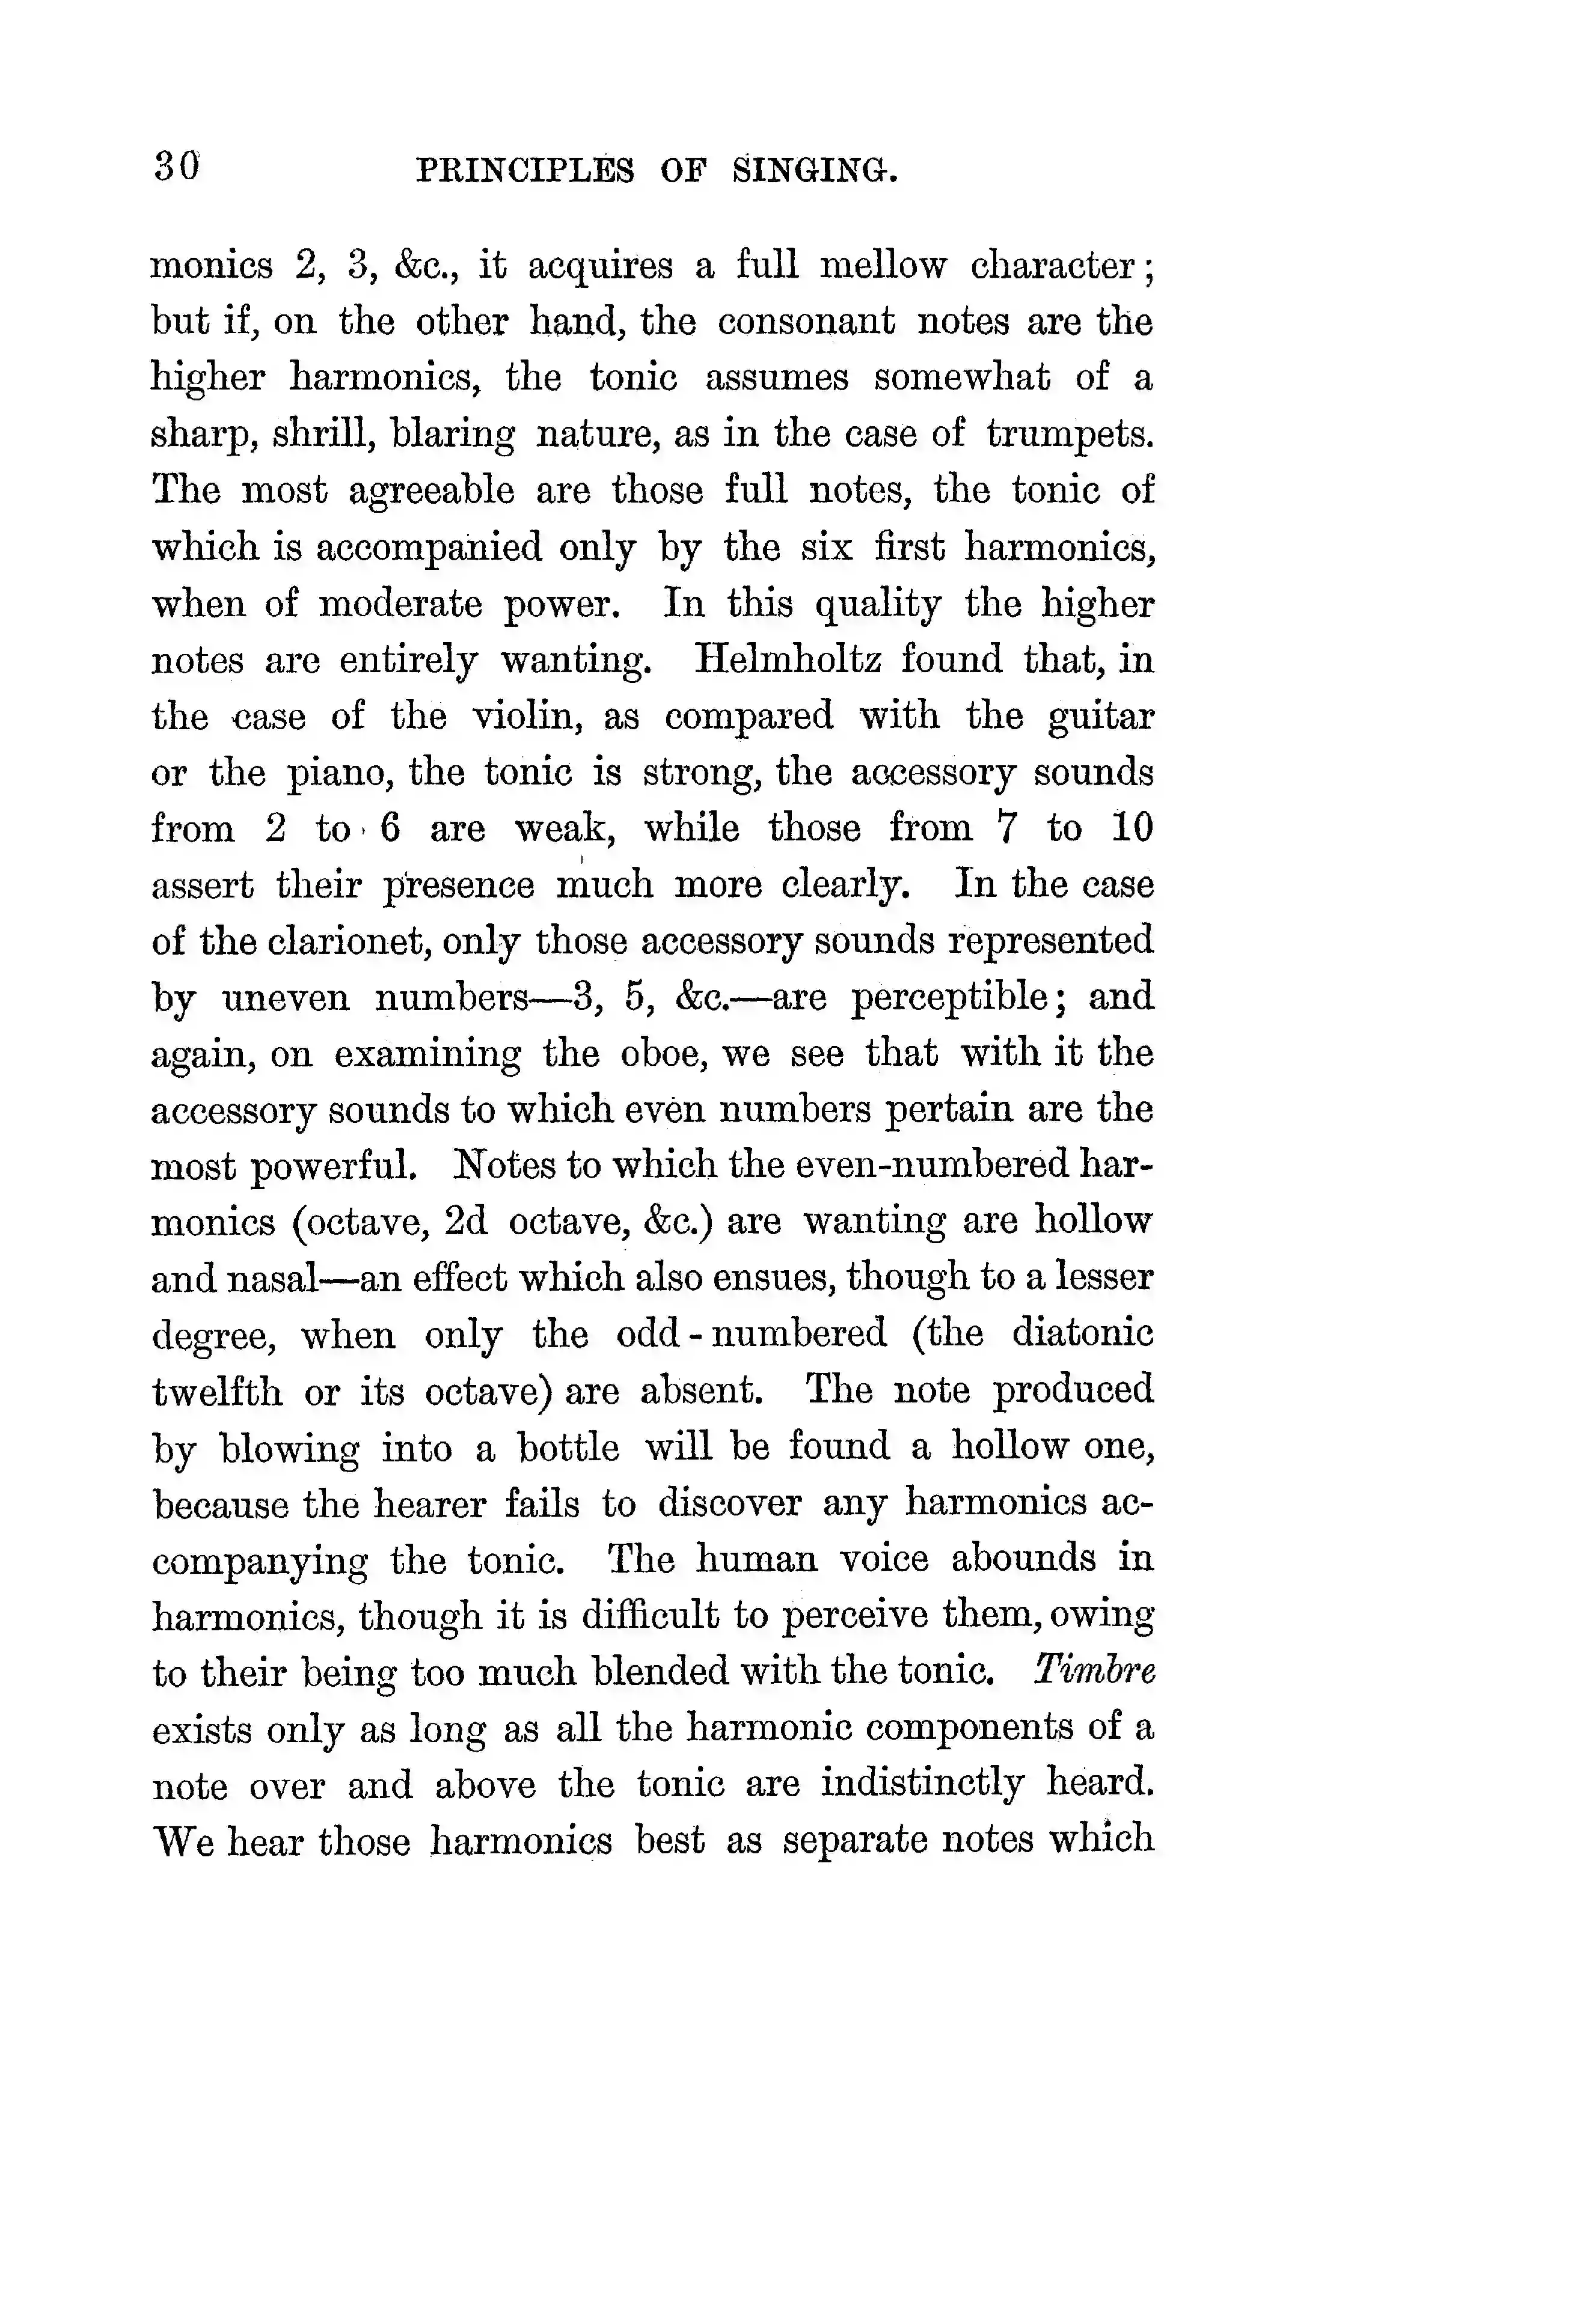 30 PRINCIPLES OF SINGING.
monics 2, 3, &c., it acquires a full mellow character;
but if, on the other hand, the consonant notes are the
higher harmonics, the tonic assumes somewhat of a
sharp, shrill, blaring nature, as in the case of trumpets.
The most agreeable are those full notes, the tonic of
which is accompanied only by the six first harmonics,
when of moderate power. In this quality the higher
notes are entirely wanting. Helmholtz found that, in
the case of the violin, as compared with the guitar
or the piano, the tonic is strong, the accessory sounds
from 2 to 6 are weak, while those from 7 to 10
assert their presence much more clearly. In the case
of the clarionet, only those accessory sounds represented
by uneven numbers—3, 5, &c.—are perceptible; and
again, on examining the oboe, we see that with it the
accessory sounds to which even numbers pertain are the
most powerful. Notes to which the even-numbered har-
monics (octave, 2d octave, &c.) are wanting are hollow
and nasal—an effect which also ensues, though to a lesser
degree, when only the odd-numbered (the diatonic
twelfth or its octave) are absent. The note produced
by blowing into a bottle will be found a hollow one,
because the hearer fails to discover any harmonics ac-
companying the tonic. The human voice abounds in
harmonics, though it is difficult to perceive them, owing
to their being too much blended with the tonic. Timbre
exists only as long as all the harmonic components of a
note over and above the tonic are indistinctly heard.
We hear those harmonics best as separate notes which